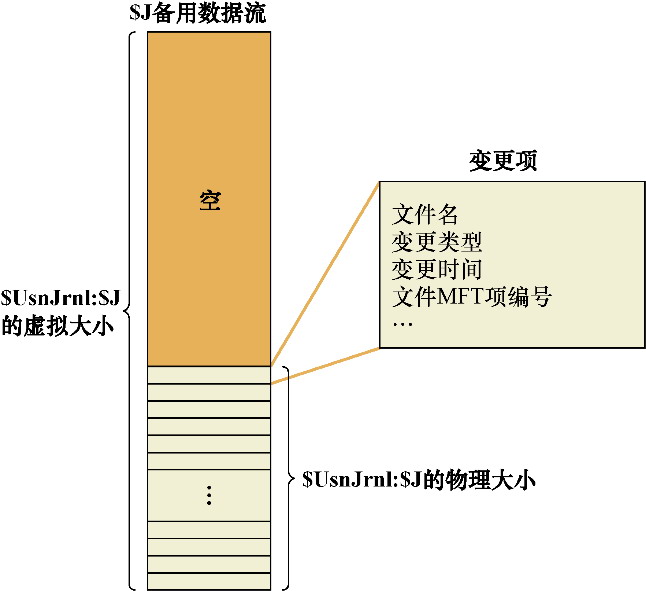 $J备用数据流
空
变更项
文件名
变更类型
变更时间
文件MFT项编号
…
$UsnJrnl:$J
的虚拟大小
⋮
$UsnJrnl:$J的物理大小